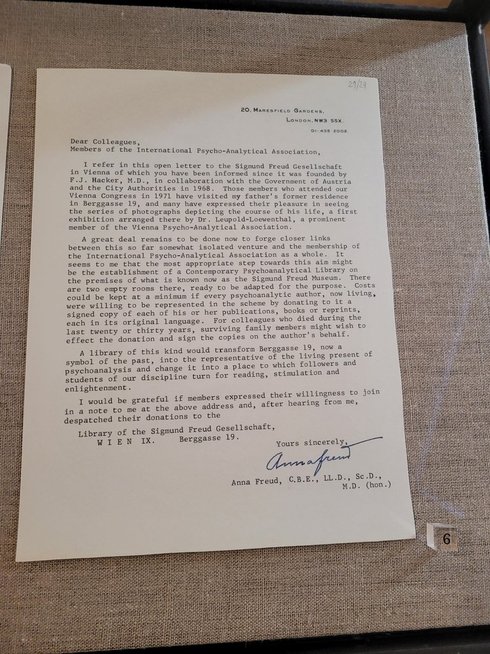 29/29
20, Maresfield Gardens,
London, NW3 5SX.
01-435 2002
Dear Colleagues,
Members of the International Psycho-Analytical Association,
I refer in this open letter to the Sigmund Freud Gesellschaft
in Vienna of which you have been informed since it was founded by
F.J. Hacker, M.D., in collaboration with the Government of Austria
and the City Authorities in 1968. Those members who attended our
Vienna Congress in 1971 have visited my father's former residence
in Berggasse 19, and many have expressed their pleasure in seeing
the series of photographs depicting the course of his life, a first
exhibition arranged there by Dr. Leupold-Loewenthal, a prominent
member of the Vienna Psycho-Analytical Association.
A great deal remains to be done now to forge closer links
between this so far somewhat isolated venture and the membership of
the International Psycho-Analytical Association as a whole. It
seems to me that the most appropriate step towards this aim might
be the establishment of a Contemporary Psychoanalytical Library on
the premises of what is known now as the Sigmund Freud Museum. There
are two empty rooms there, ready to be adapted for the purpose. Costs
could be kept at a minimum if every psychoanalytic author, now living,
were willing to be represented in the scheme by donating to it a
signed copy of each of his or her publications, books or reprints,
each in its original language. For colleagues who died during the
last twenty or thirty years, surviving family members might wish to
effect the donation and sign the copies on the author's behalf.
A library of this kind would transform Berggasse 19, now a
symbol of the past, into the representative of the living present of
psychoanalysis and change it into a place to which followers and
students of our discipline turn for reading, stimulation and
enlightenment.
I would be grateful if members expressed their willingness to join
in a note to me at the above address and, after hearing from me,
despatched their donations to the
Library of the Sigmund Freud Gesellschaft,
W I E N IX. Berggasse 19.
Yours sincerely,
Anna Freud
Anna Freud, C.B.E., LL.D., Sc.D.,
M.D. (hon.)
6